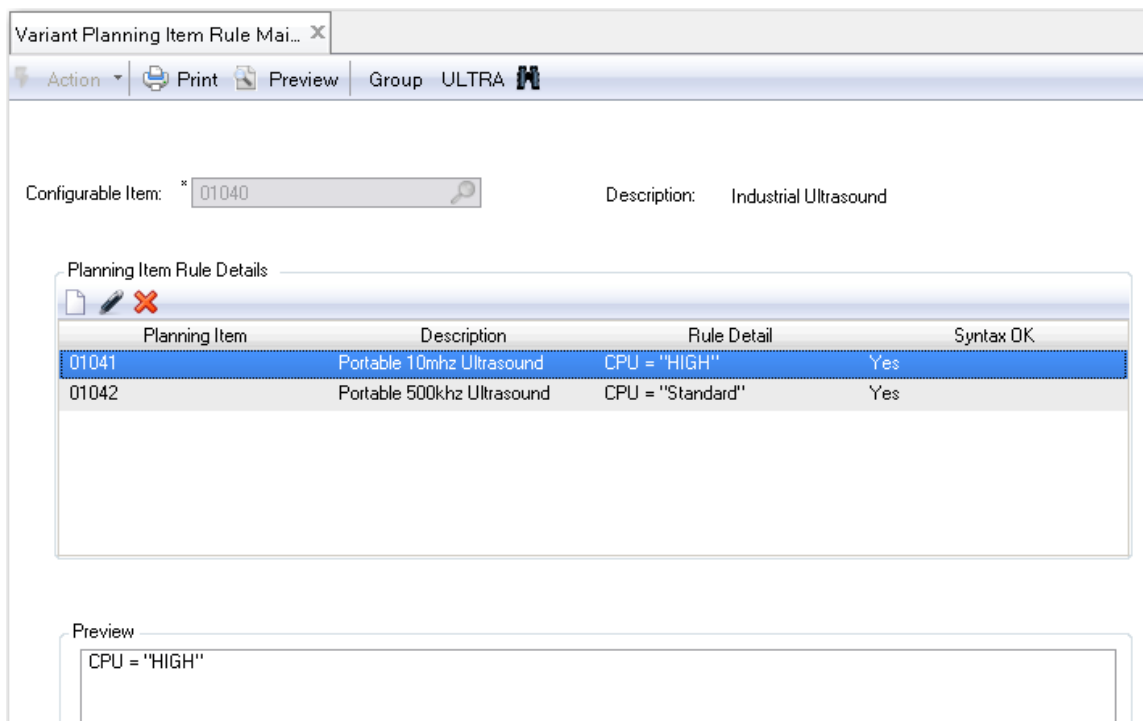 Variant Planning Item Rule Mai...
Action Print Preview Group ULTRA
Configurable Item: * 01040 Description: Industrial Ultrasound
Planning Item Rule Details
Planning Item Description Rule Detail Syntax OK
01041 Portable 10mhz Ultrasound CPU = "HIGH" Yes
01042 Portable 500khz Ultrasound CPU = "Standard" Yes
Preview
CPU = "HIGH"